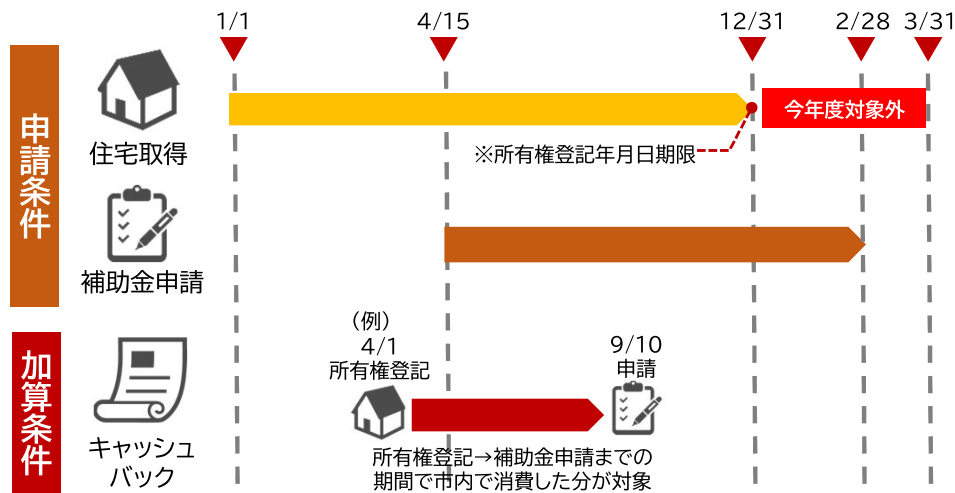 1/1
4/15
12/31
2/28
3/31
申請条件
住宅取得
今年度対象外
※所有権登記年月日期限
補助金申請
加算条件
キャッシュ
バック
（例）
4/1
所有権登記
9/10
申請
所有権登記→補助金申請までの
期間で市内で消費した分が対象